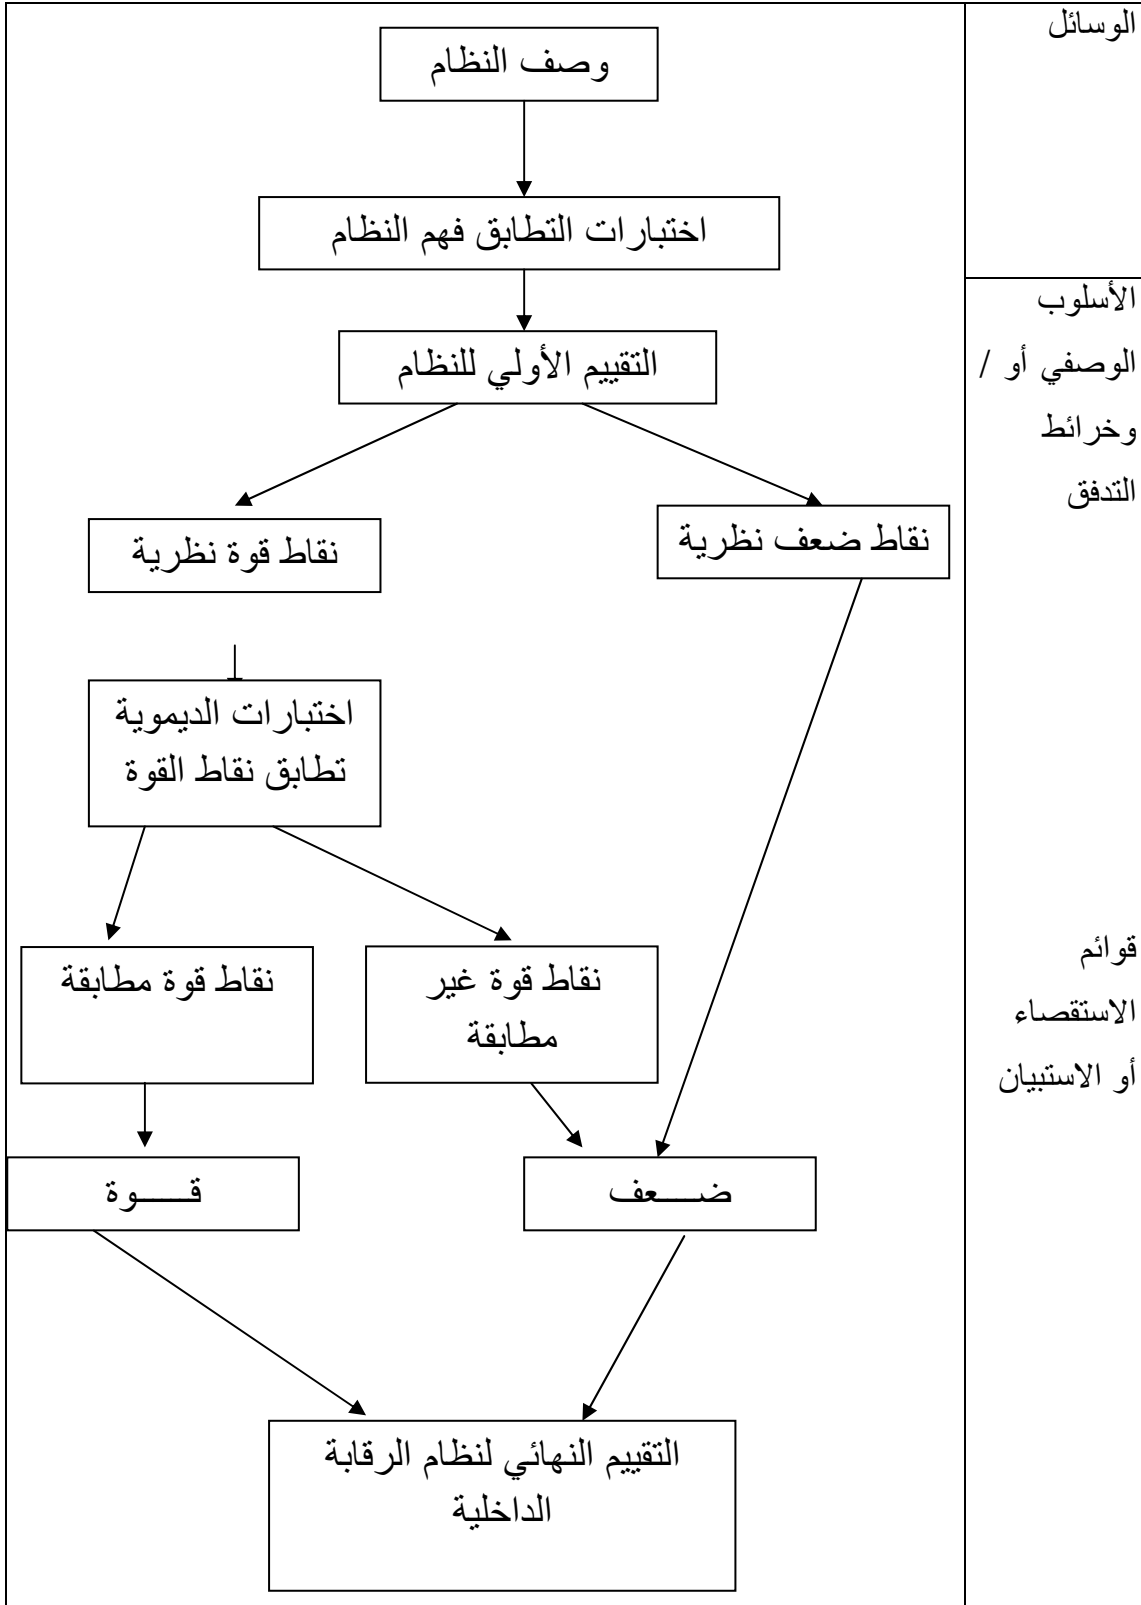 الوسائل
الأسلوب
الوصفي أو /
وخرائط
التدفق
قوائم
الاستقصاء
أو الاستبيان
وصف النظام
اختبارات التطابق فهم النظام
التقييم الأولي للنظام
نقاط ضعف نظرية
نقاط قوة نظرية
اختبارات الديموية
تطابق نقاط القوة
نقاط قوة غير
مطابقة
نقاط قوة مطابقة
ضـــعف
قــــوة
التقييم النهائي لنظام الرقابة
الداخلية